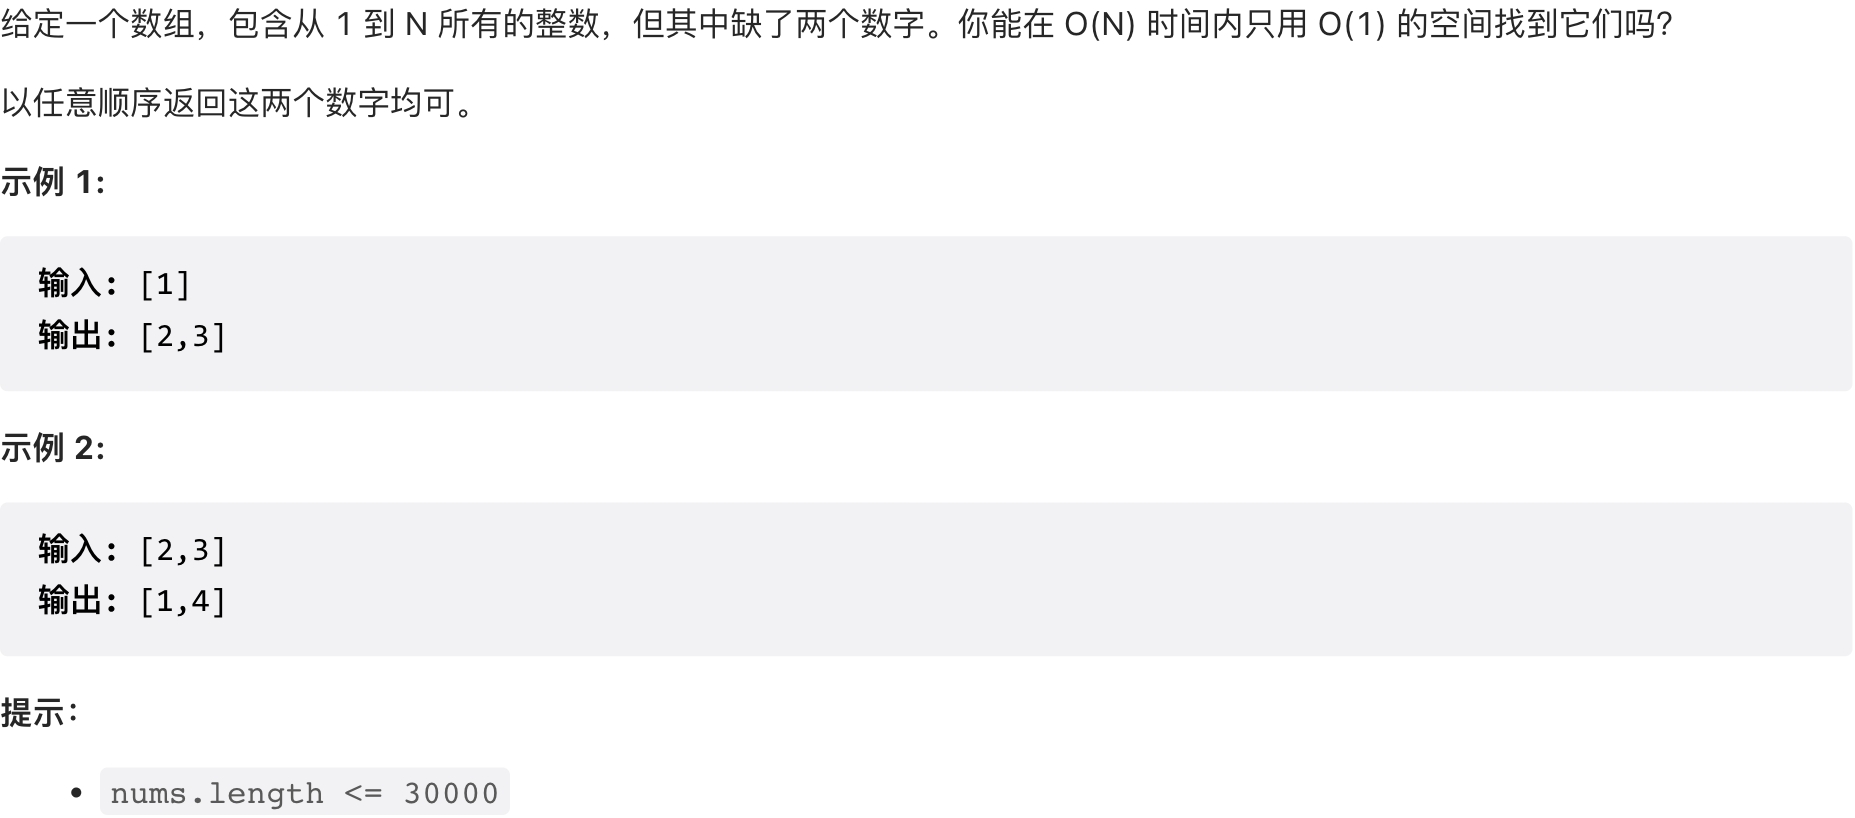 给定一个数组，包含从 1 到 N 所有的整数，但其中缺了两个数字。你能在 O(N) 时间内只用 O(1) 的空间找到它们吗？
以任意顺序返回这两个数字均可。
示例 1:
输入: [1]
输出: [2,3]
示例 2:
输入: [2,3]
输出: [1,4]
提示：
• nums.length <= 30000